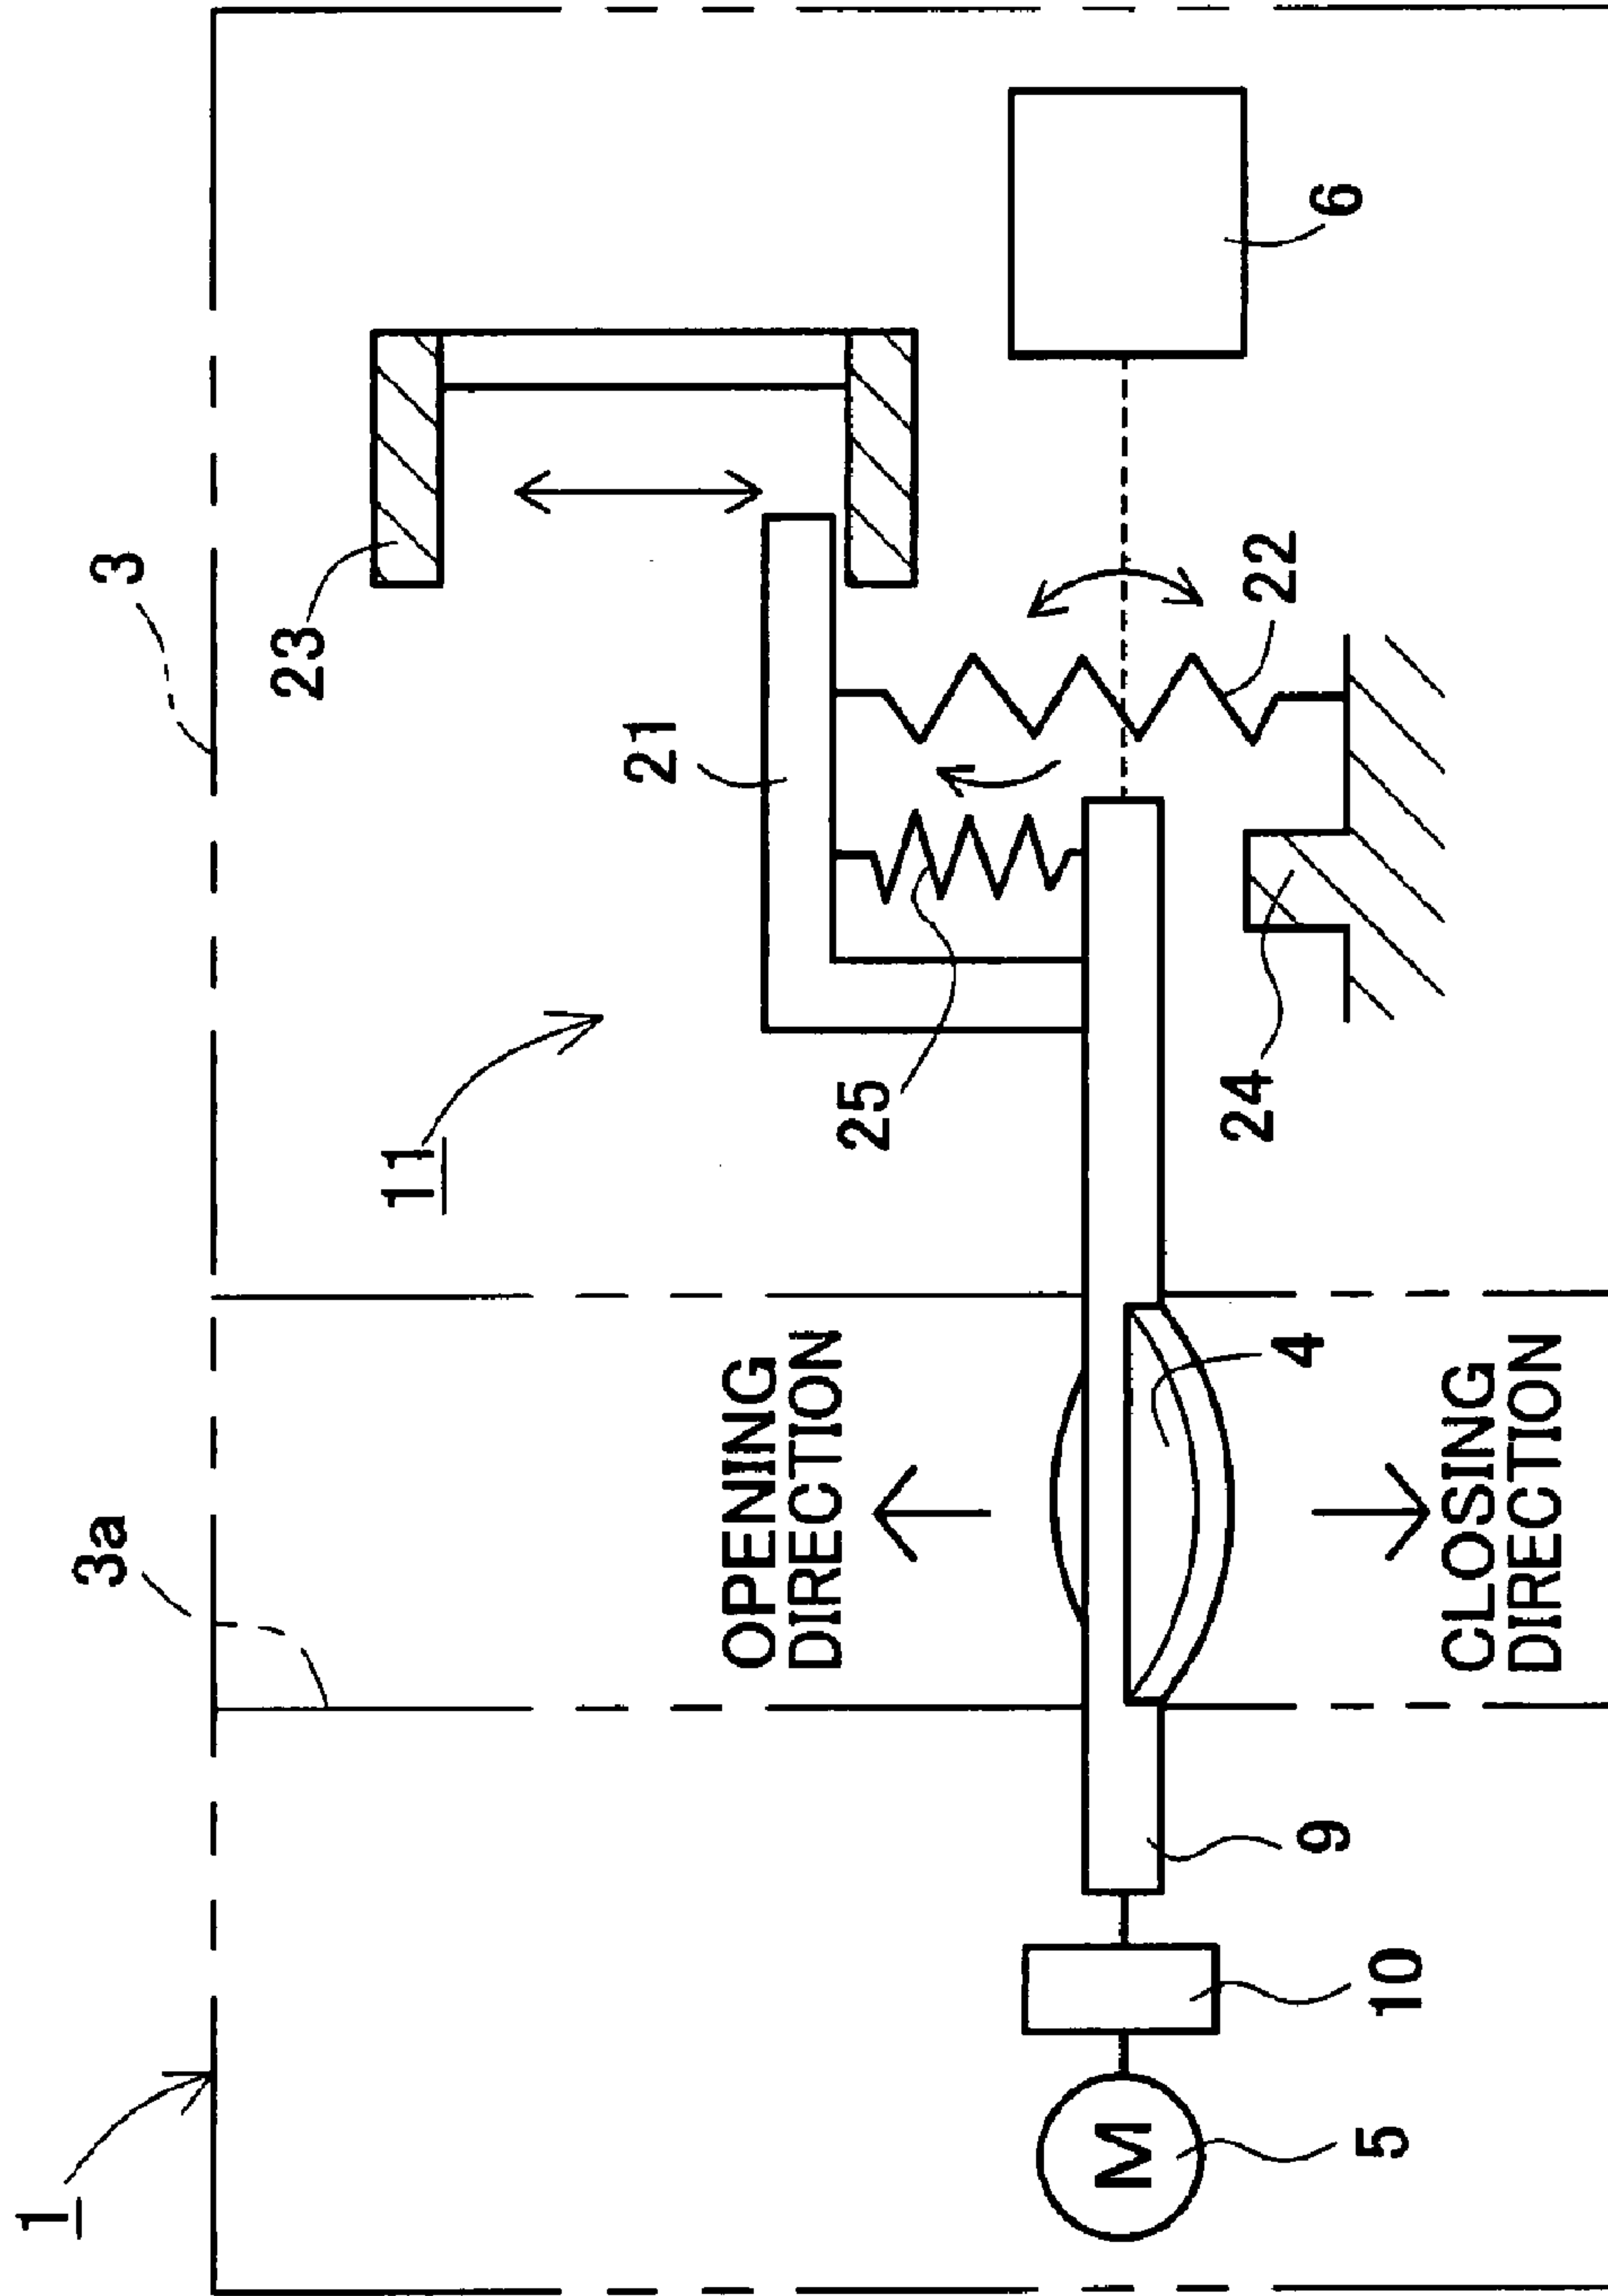 1
3a
3
11
23
21
OPENING
DIRECTION
25
22
6
M
5
10
9
4
24
CLOSING
DIRECTION